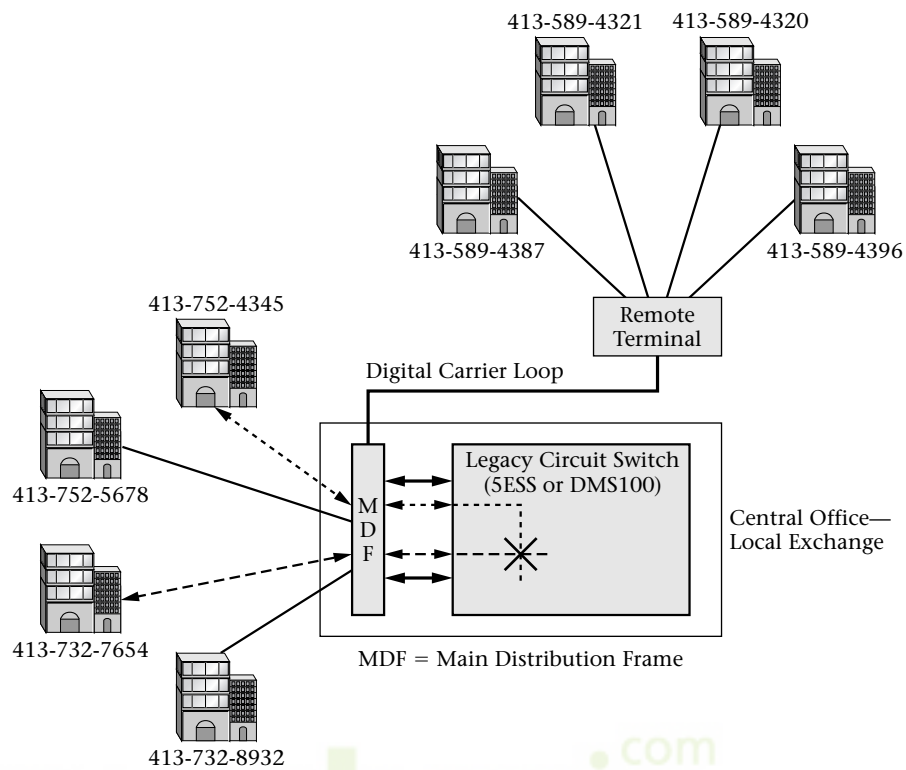 413-589-4321
413-589-4320
413-589-4387
413-589-4396
413-752-4345
Remote
Terminal
Digital Carrier Loop
413-752-5678
M
D
F
Legacy Circuit Switch
(5ESS or DMS100)
Central Office—
Local Exchange
413-732-7654
MDF = Main Distribution Frame
413-732-8932
.com